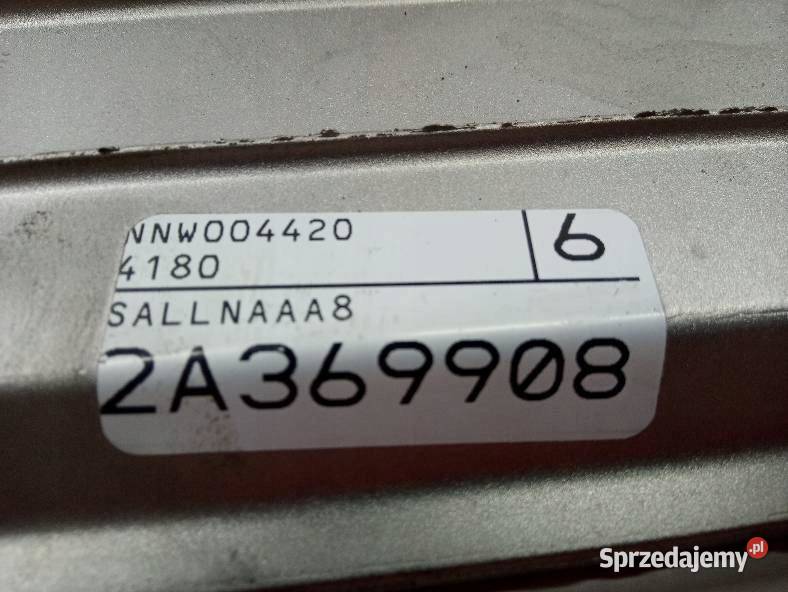 NNW004420
4180
6
SALLNAAA8
2A369908
Sprzedajemy.pl